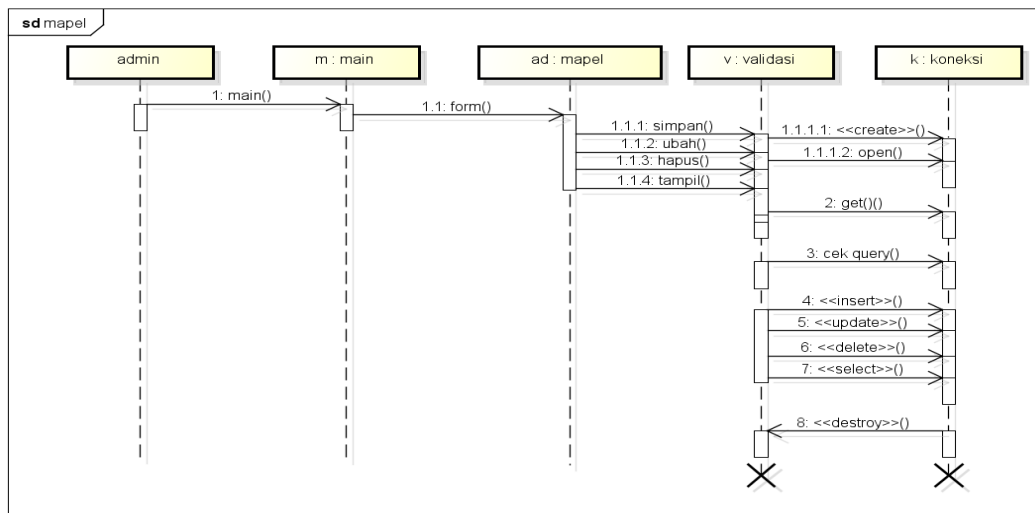 sd mapel
admin
m : main
ad : mapel
v : validasi
k : koneksi
1: main()
1.1: form()
1.1.1: simpan()
1.1.1.1: <<create>>()
1.1.2: ubah()
1.1.1.2: open()
1.1.3: hapus()
1.1.4: tampil()
2: get()()
3: cek query()
4: <<insert>>()
5: <<update>>()
6: <<delete>>()
7: <<select>>()
8: <<destroy>>()